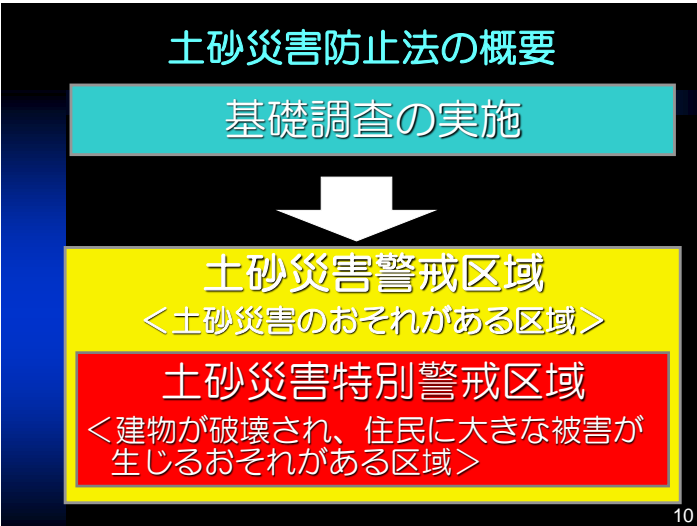 土砂災害防止法の概要
基礎調査の実施
土砂災害警戒区域
＜土砂災害のおそれがある区域＞
土砂災害特別警戒区域
＜建物が破壊され、住民に大きな被害が
生じるおそれがある区域＞
10